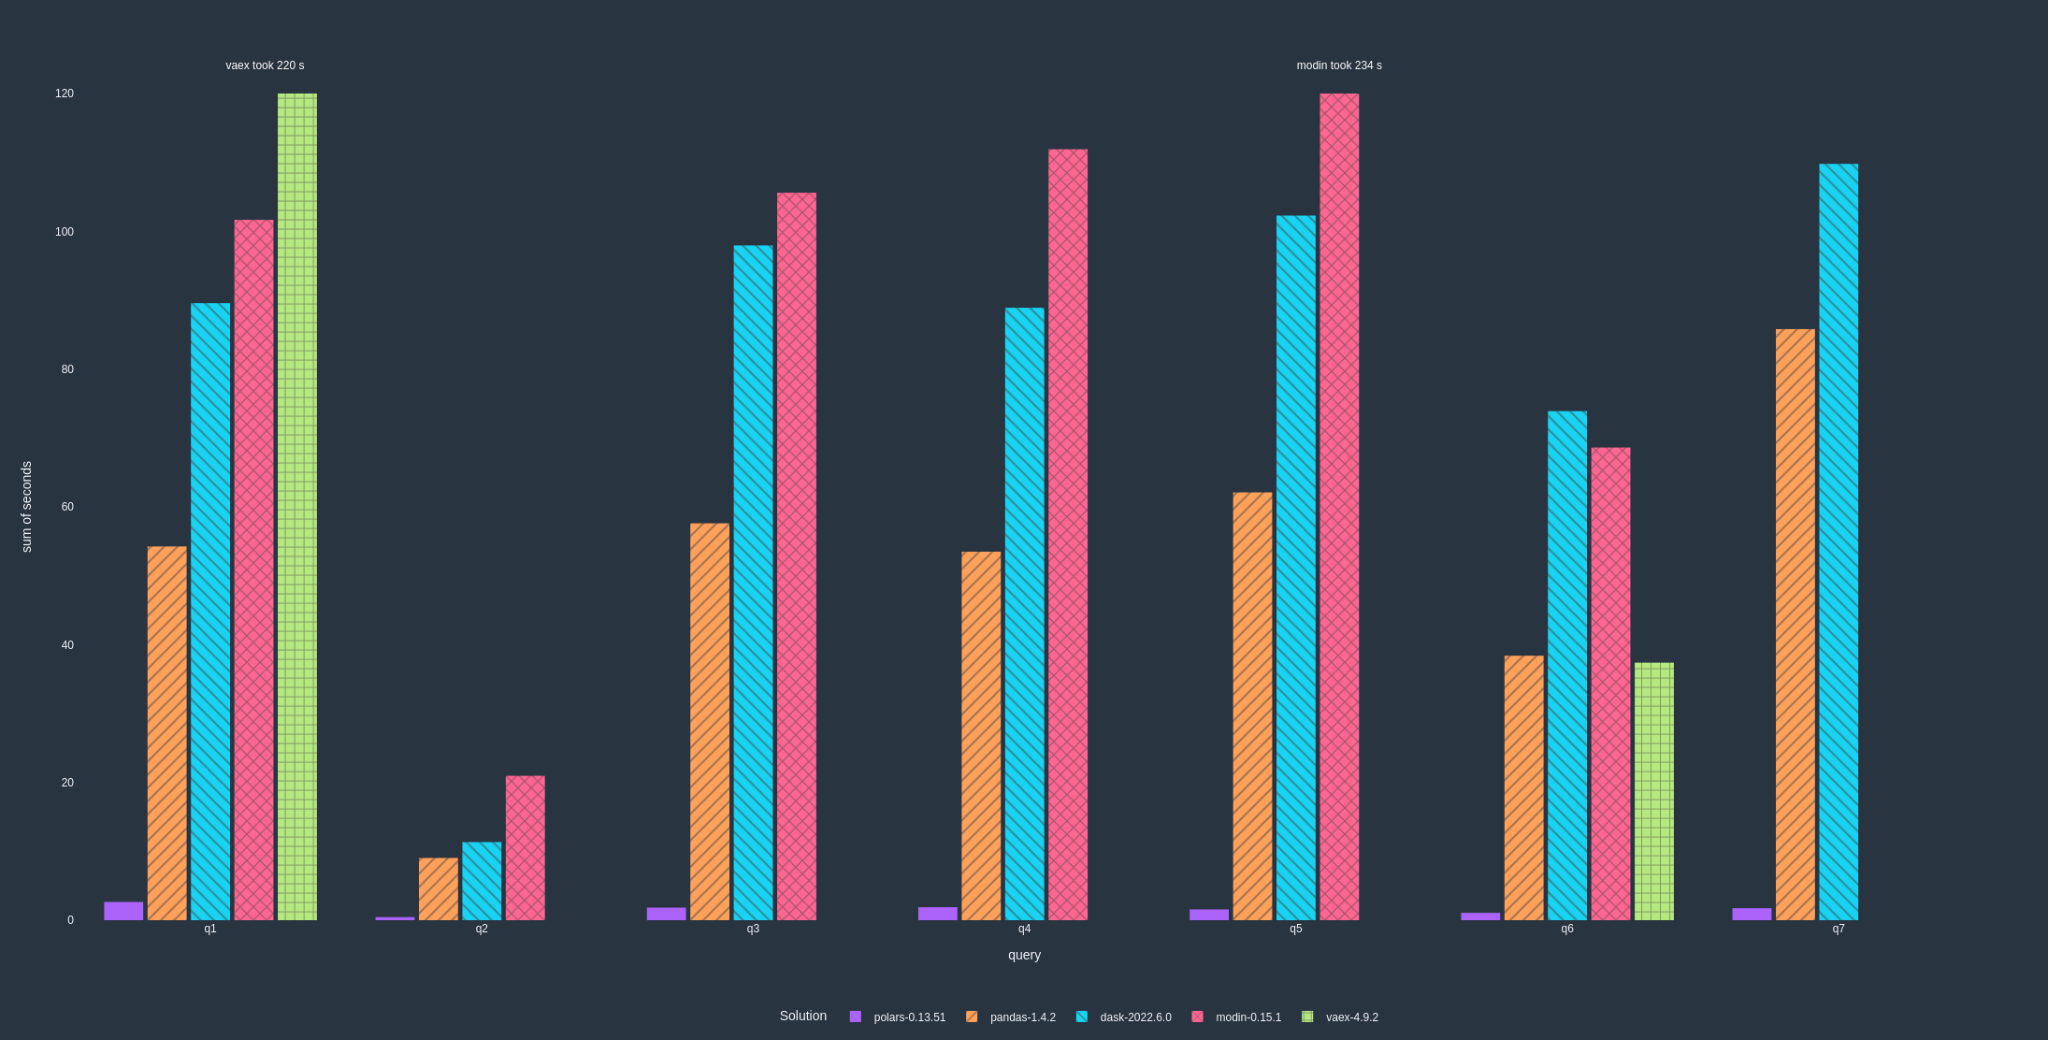 vaex took 220 s
modin took 234 s
120
100
80
60
40
20
0
sum of seconds
q1
q2
q3
q4
q5
q6
q7
query
Solution
polars-0.13.51
pandas-1.4.2
dask-2022.6.0
modin-0.15.1
vaex-4.9.2